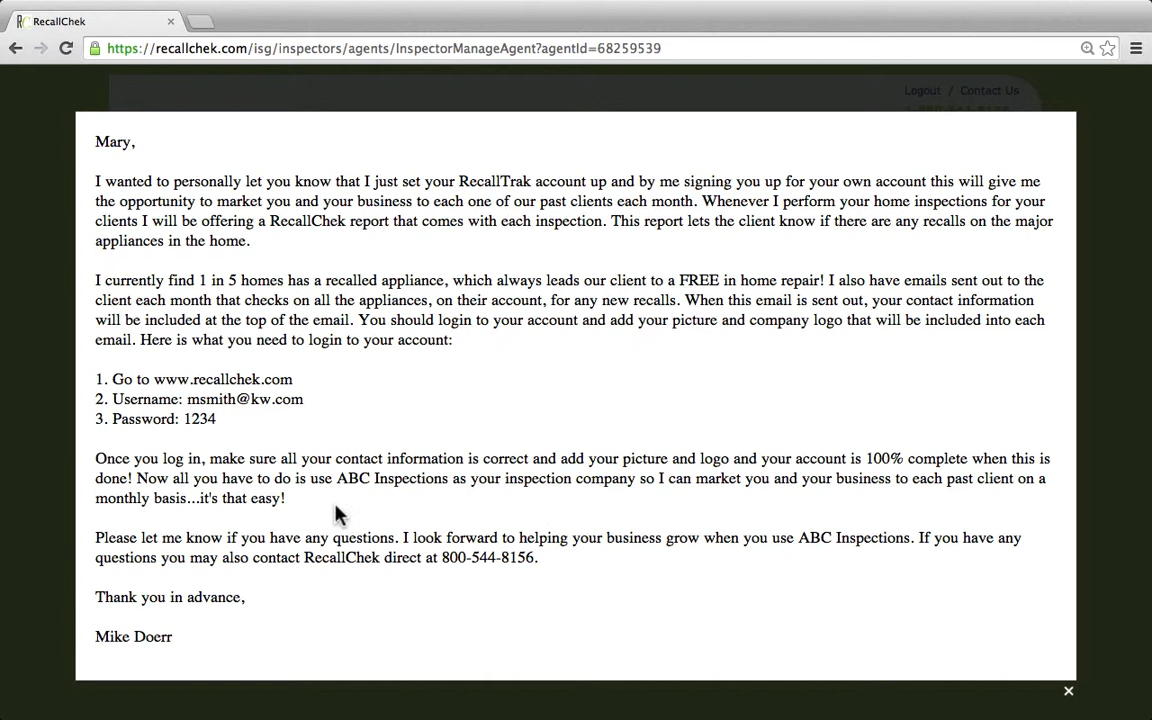 RecallChek
https://recallchek.com/isg/inspectors/agents/InspectorManageAgent?agentId=68259539
Logout / Contact Us
Mary,
I wanted to personally let you know that I just set your RecallTrak account up and by me signing you up for your own account this will give me
the opportunity to market you and your business to each one of our past clients each month. Whenever I perform your home inspections for your
clients I will be offering a RecallChek report that comes with each inspection. This report lets the client know if there are any recalls on the major
appliances in the home.
I currently find 1 in 5 homes has a recalled appliance, which always leads our client to a FREE in home repair! I also have emails sent out to the
client each month that checks on all the appliances, on their account, for any new recalls. When this email is sent out, your contact information
will be included at the top of the email. You should login to your account and add your picture and company logo that will be included into each
email. Here is what you need to login to your account:
1. Go to www.recallchek.com
2. Username: msmith@kw.com
3. Password: 1234
Once you log in, make sure all your contact information is correct and add your picture and logo and your account is 100% complete when this is
done! Now all you have to do is use ABC Inspections as your inspection company so I can market you and your business to each past client on a
monthly basis...it's that easy!
Please let me know if you have any questions. I look forward to helping your business grow when you use ABC Inspections. If you have any
questions you may also contact RecallChek direct at 800-544-8156.
Thank you in advance,
Mike Doerr